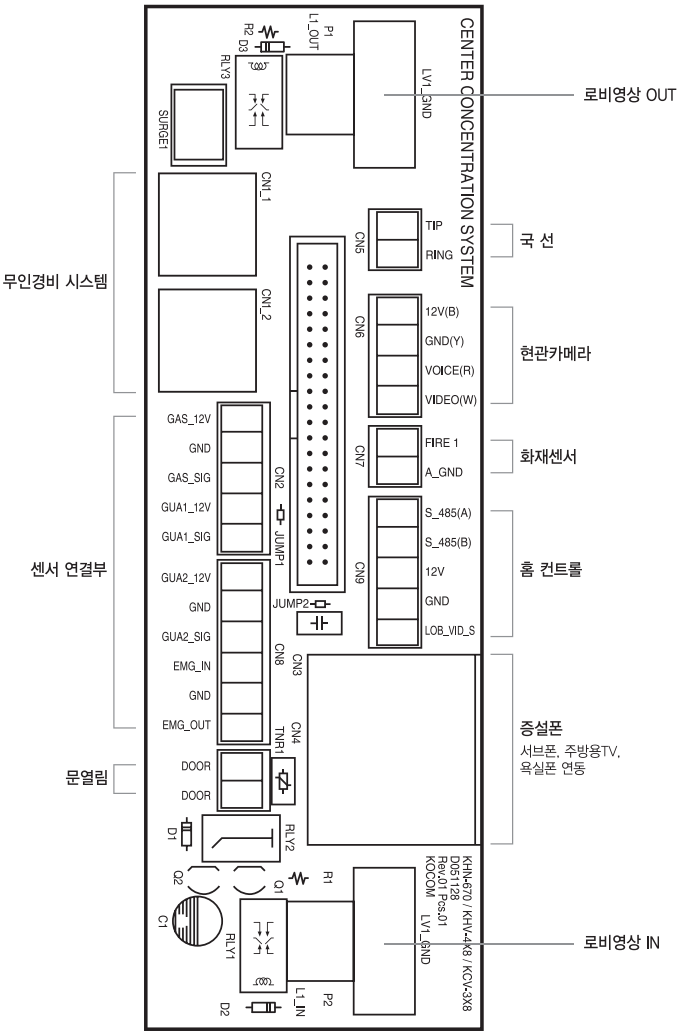 R2
D3
L1_OUT
P1
RLY3
LV1_GND
CENTER CONCENTRATION SYSTEM
로비영상 OUT
SURGE1
CN1_1
CN5
TIP
RING
국 선
무인경비 시스템
CN1_2
CN6
12V(B)
GND(Y)
VOICE(R)
VIDEO(W)
현관카메라
GAS_12V
GND
GAS_SIG
GUA1_12V
GUA1_SIG
CN2
JUMP1
CN7
FIRE 1
A_GND
화재센서
센서 연결부
GUA2_12V
GND
GUA2_SIG
EMG_IN
GND
EMG_OUT
CN8
CN9
S_485(A)
S_485(B)
12V
GND
LOB_VID_S
홈 컨트롤
JUMP2
CN3
CN4
TNR1
증설폰
서브폰, 주방용TV,
욕실폰 연동
문열림
DOOR
DOOR
D1
RLY2
Q2
Q1
R1
C1
RLY1
D2
L1_IN
P2
LV1_GND
KHN-670 / KHV-4X8 / KCV-3X8
D051128
Rev.01 Pcs.01
KOCOM
로비영상 IN